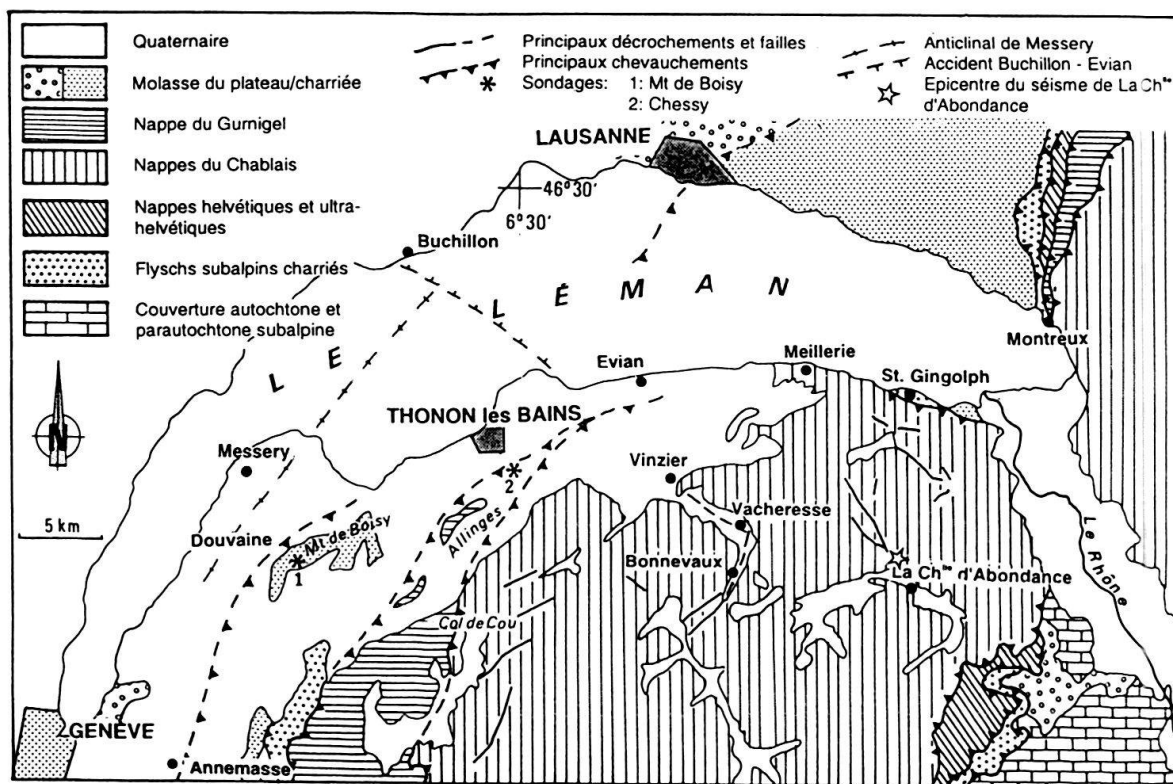 Quaternaire
Molasse du plateau/charriée
Nappe du Gurnigel
Nappes du Chablais
Nappes helvétiques et ultra-
helvétiques
Flyschs subalpins charriés
Couverture autochtone et
parautochtone subalpine
Principaux décrochements et failles
Principaux chevauchements
Sondages: 1: Mt de Boisy
2: Chessy
Anticlinal de Messery
Accident Buchillon - Evian
Epicentre du séisme de La Chlle
d'Abondance
LAUSANNE
46° 30'
6° 30'
Buchillon
LE LÉMAN
Montreux
Meillerie
Evian
St. Gingolph
THONON les BAINS
N
Messery
2
Vinzier
5 km
Allinges
Vacheresse
Douvaine
Mt de Boisy
1
Bonnevaux
La Chlle d'Abondance
Le Rhône
Col de Cou
GENÈVE
Annemasse